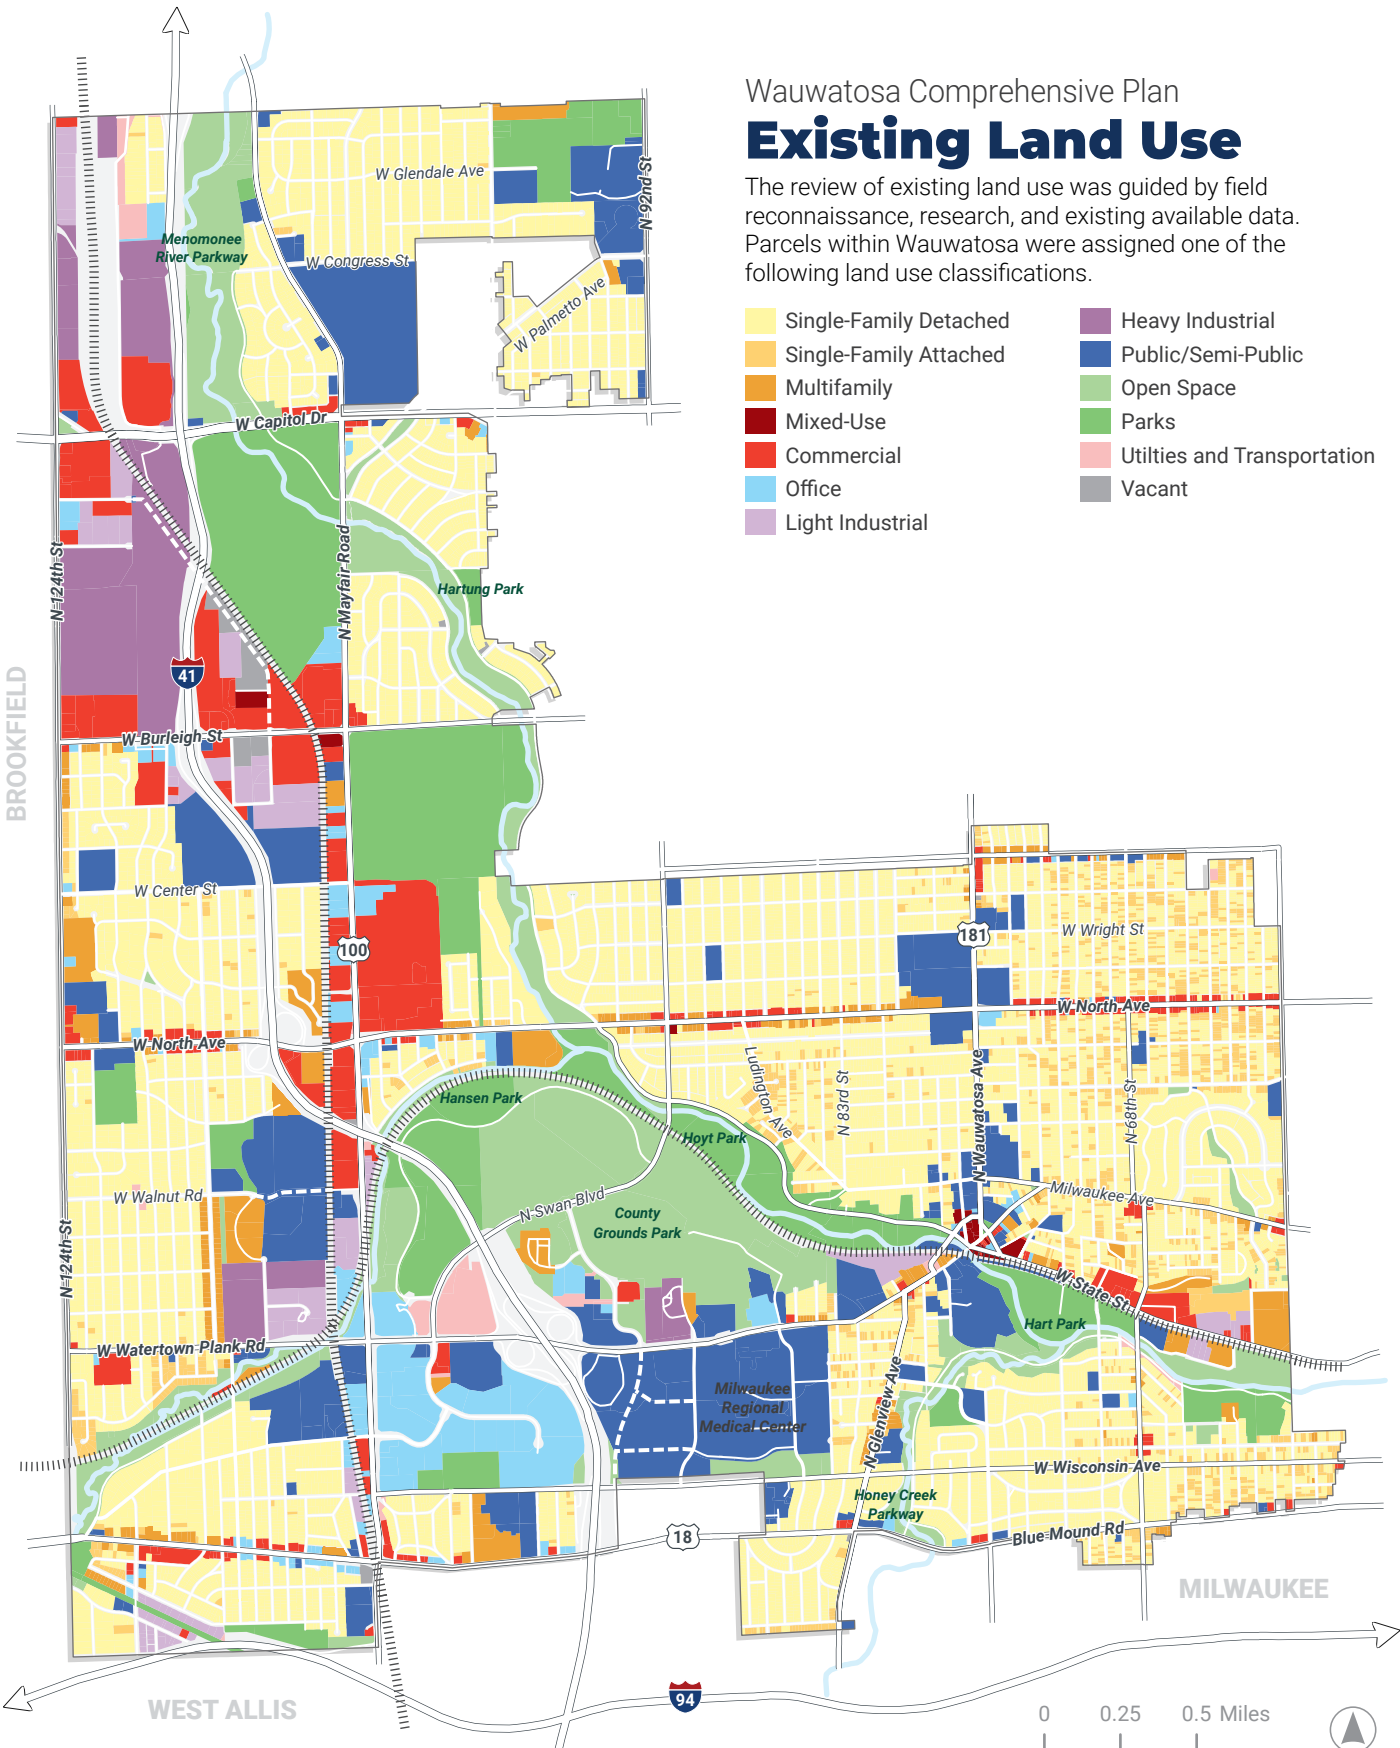 Wauwatosa Comprehensive Plan
Existing Land Use
The review of existing land use was guided by field
reconnaissance, research, and existing available data.
Parcels within Wauwatosa were assigned one of the
following land use classifications.
Single-Family Detached
Single-Family Attached
Multifamily
Mixed-Use
Commercial
Office
Light Industrial
Heavy Industrial
Public/Semi-Public
Open Space
Parks
Utilties and Transportation
Vacant
W Glendale Ave
N 92nd St
Menomonee
River Parkway
W Congress St
W Palmetto Ave
W Capitol Dr
N 124th St
N Mayfair Road
Hartung Park
41
BROOKFIELD
W Burleigh St
W Center St
100
181
W Wright St
W North Ave
W North Ave
Ludington Ave
N 83rd St
N Wauwatosa Ave
N 68th St
Hansen Park
Hoyt Park
W Walnut Rd
N Swan Blvd
Milwaukee Ave
County
Grounds Park
N 124th St
W State St
Hart Park
W Watertown Plank Rd
Milwaukee
Regional
Medical Center
N Glenview Ave
W Wisconsin Ave
Honey Creek
Parkway
18
Blue Mound Rd
MILWAUKEE
94
WEST ALLIS
0 0.25 0.5 Miles